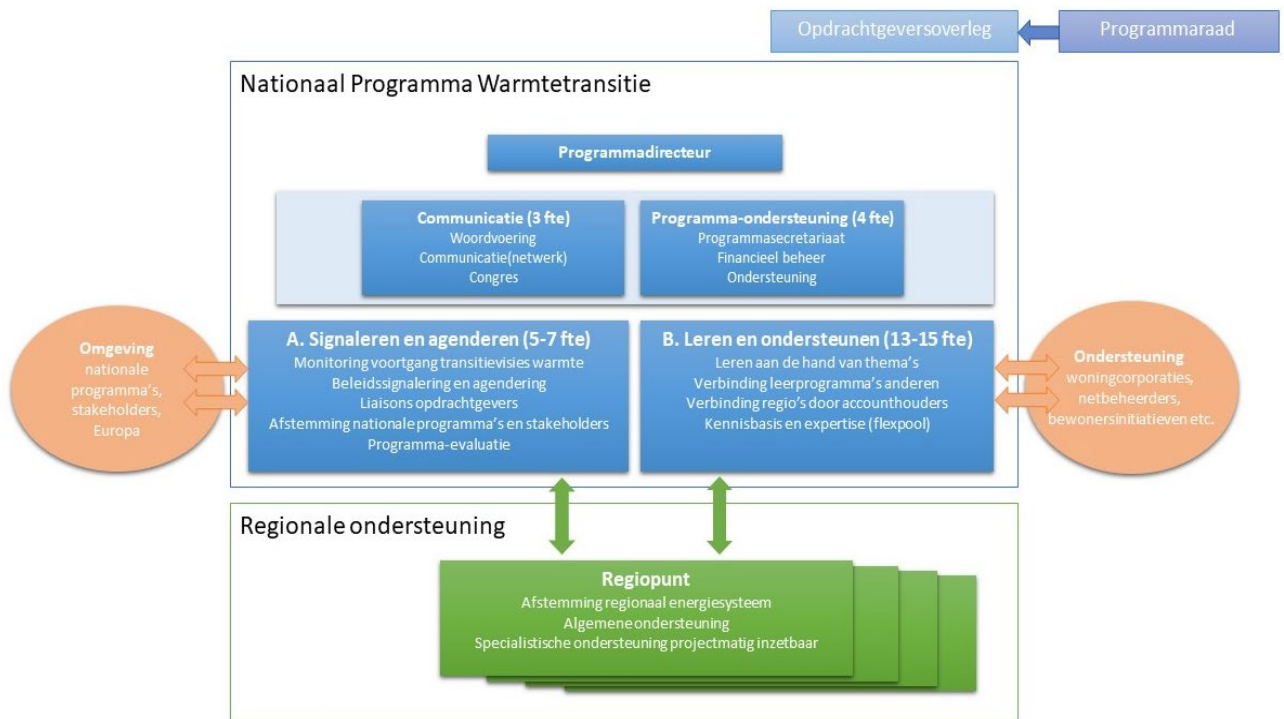 Opdrachtgeversoverleg
Programmaraad
Nationaal Programma Warmtetransitie
Programmadirecteur
Communicatie (3 fte)
Woordvoering
Communicatie(netwerk)
Congres
Programma-ondersteuning (4 fte)
Programmasecretariaat
Financieel beheer
Ondersteuning
Omgeving
nationale
programma's,
stakeholders,
Europa
A. Signaleren en agenderen (5-7 fte)
Monitoring voortgang transitievisies warmte
Beleidssignalering en agendering
Liaisons opdrachtgevers
Afstemming nationale programma's en stakeholders
Programma-evaluatie
B. Leren en ondersteunen (13-15 fte)
Leren aan de hand van thema's
Verbinding leerprogramma's anderen
Verbinding regio's door accounthouders
Kennisbasis en expertise (flexpool)
Ondersteuning
woningcorporaties,
netbeheerders,
bewonersinitiatieven etc.
Regionale ondersteuning
Regiopunt
Afstemming regionaal energiesysteem
Algemene ondersteuning
Specialistische ondersteuning projectmatig inzetbaar